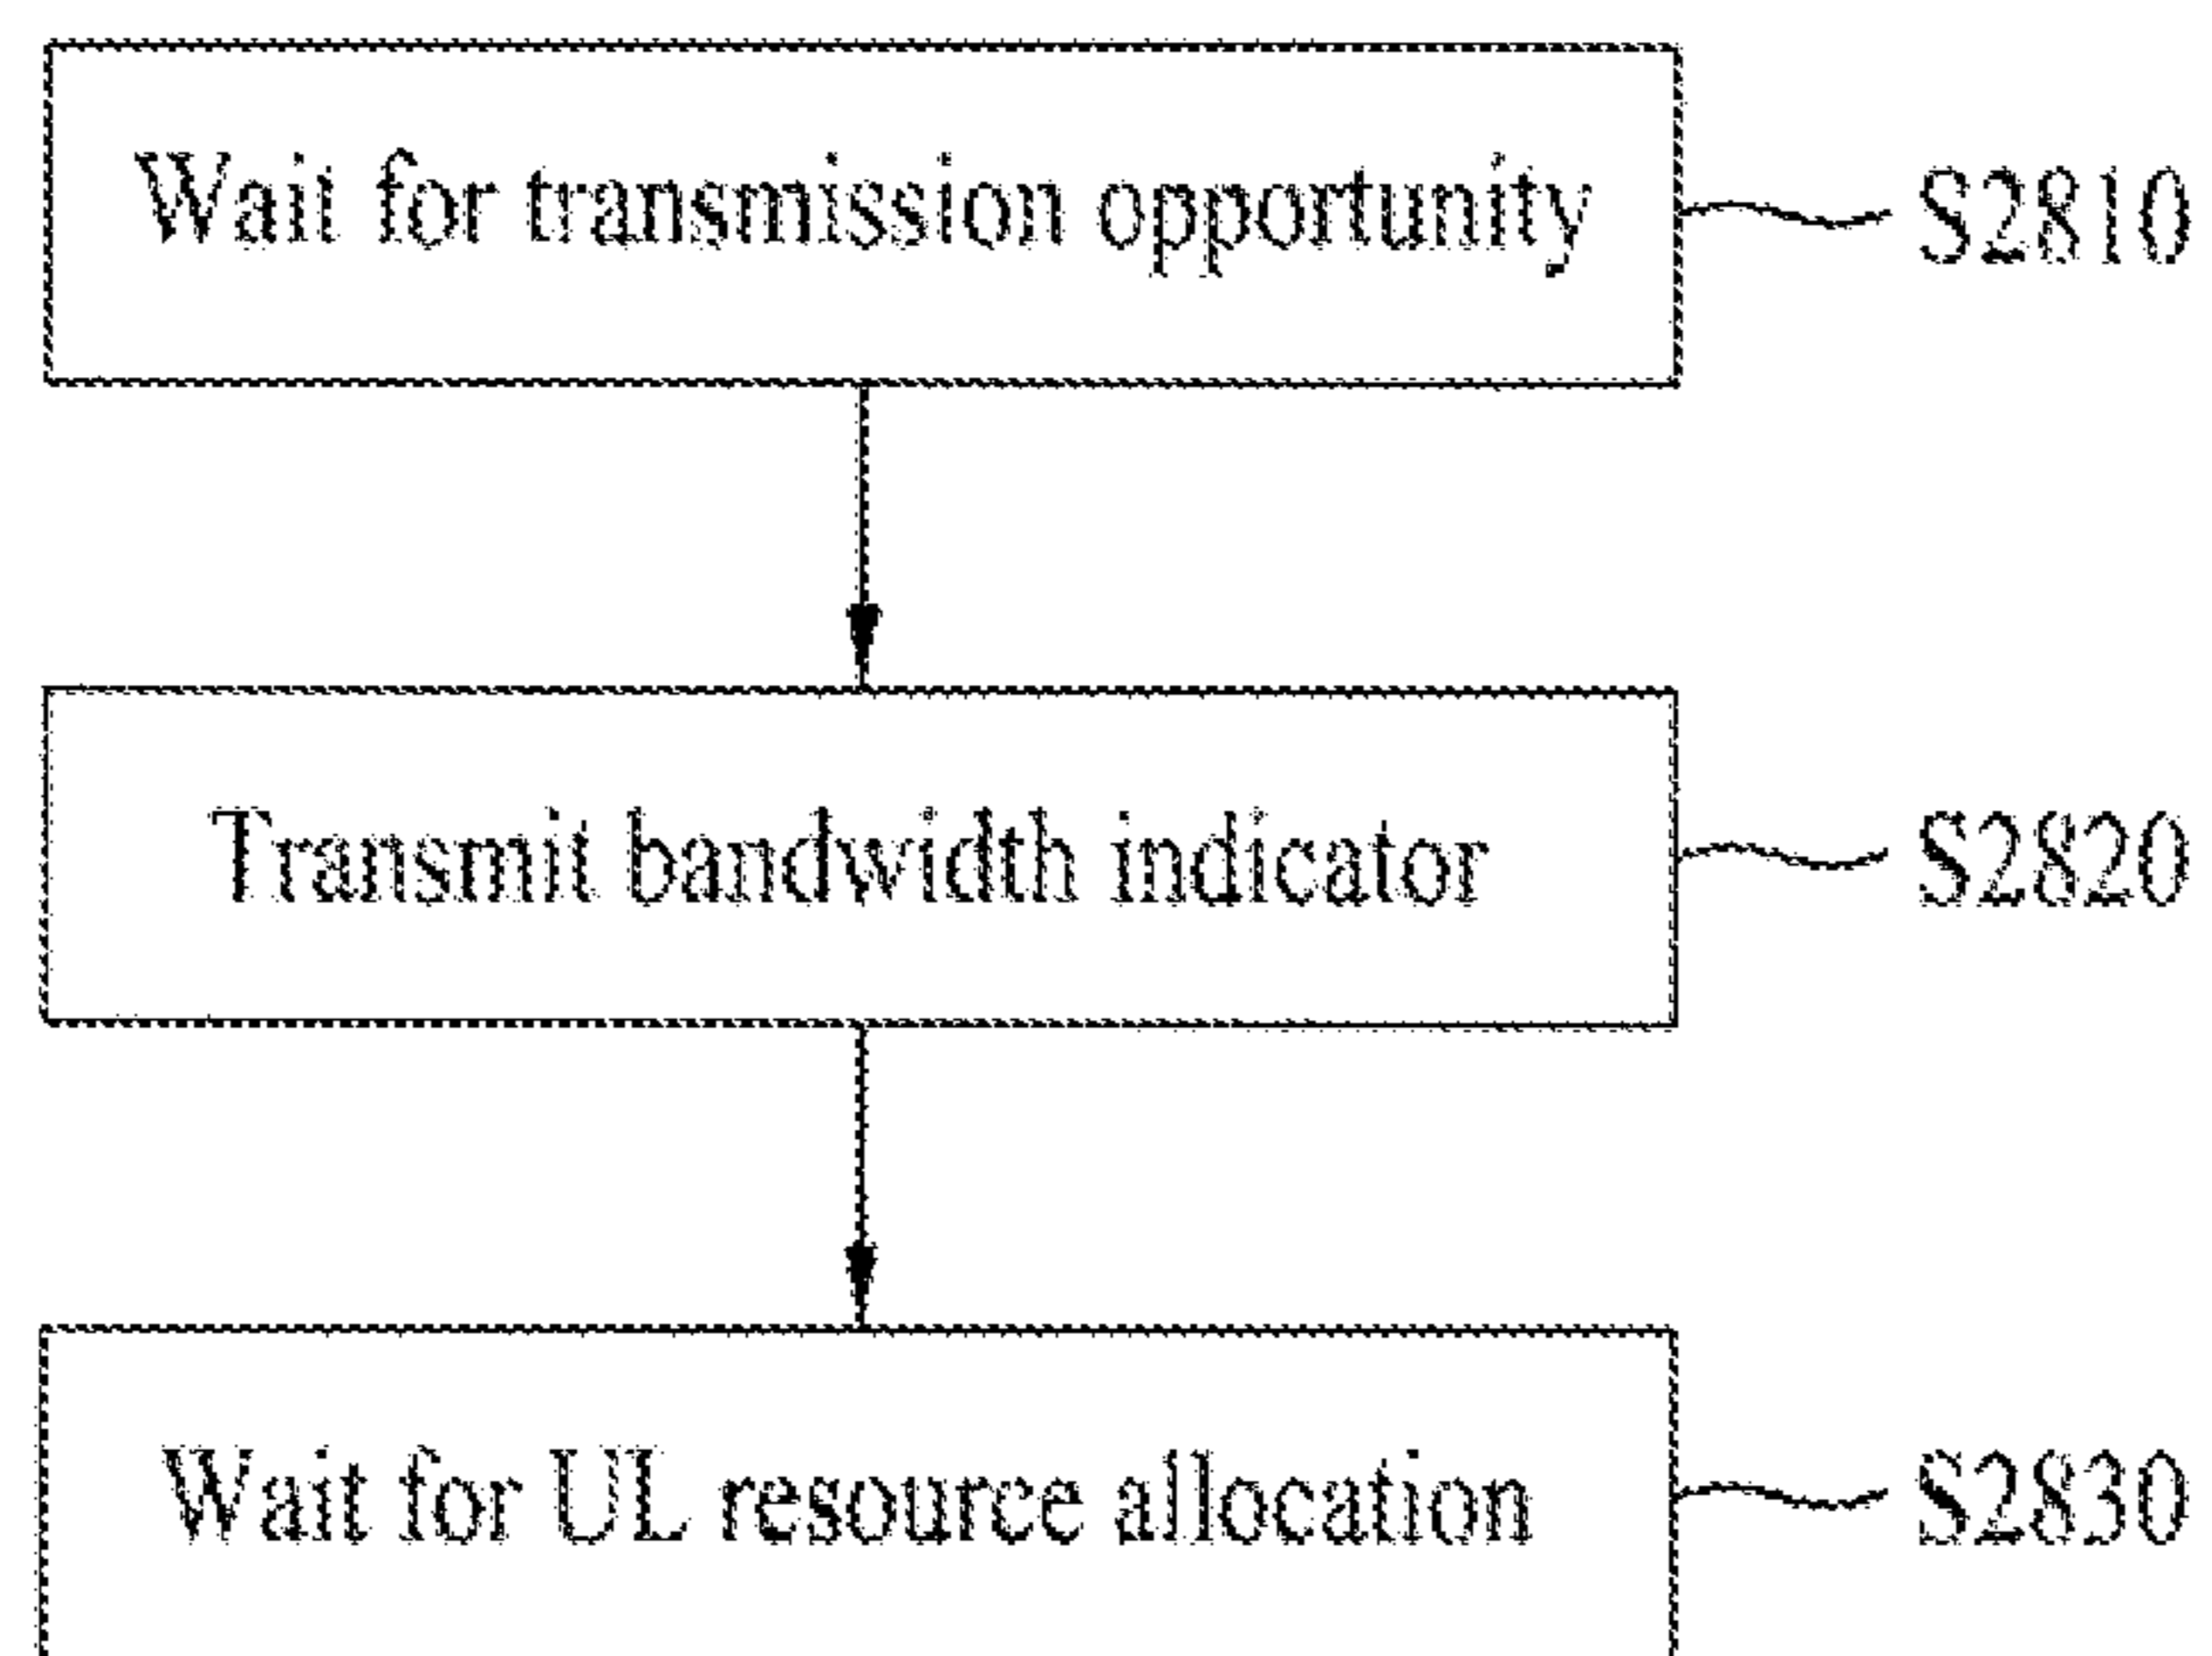 Wait for transmission opportunity S2810
Transmit bandwidth indicator S2820
Wait for UL resource allocation S2830